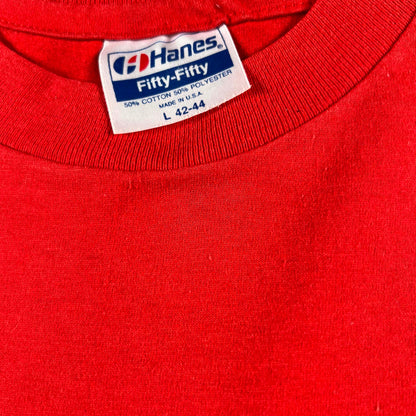 Hanes
Fifty-Fifty
50% COTTON 50% POLYESTER
MADE IN U.S.A.
L 42-44